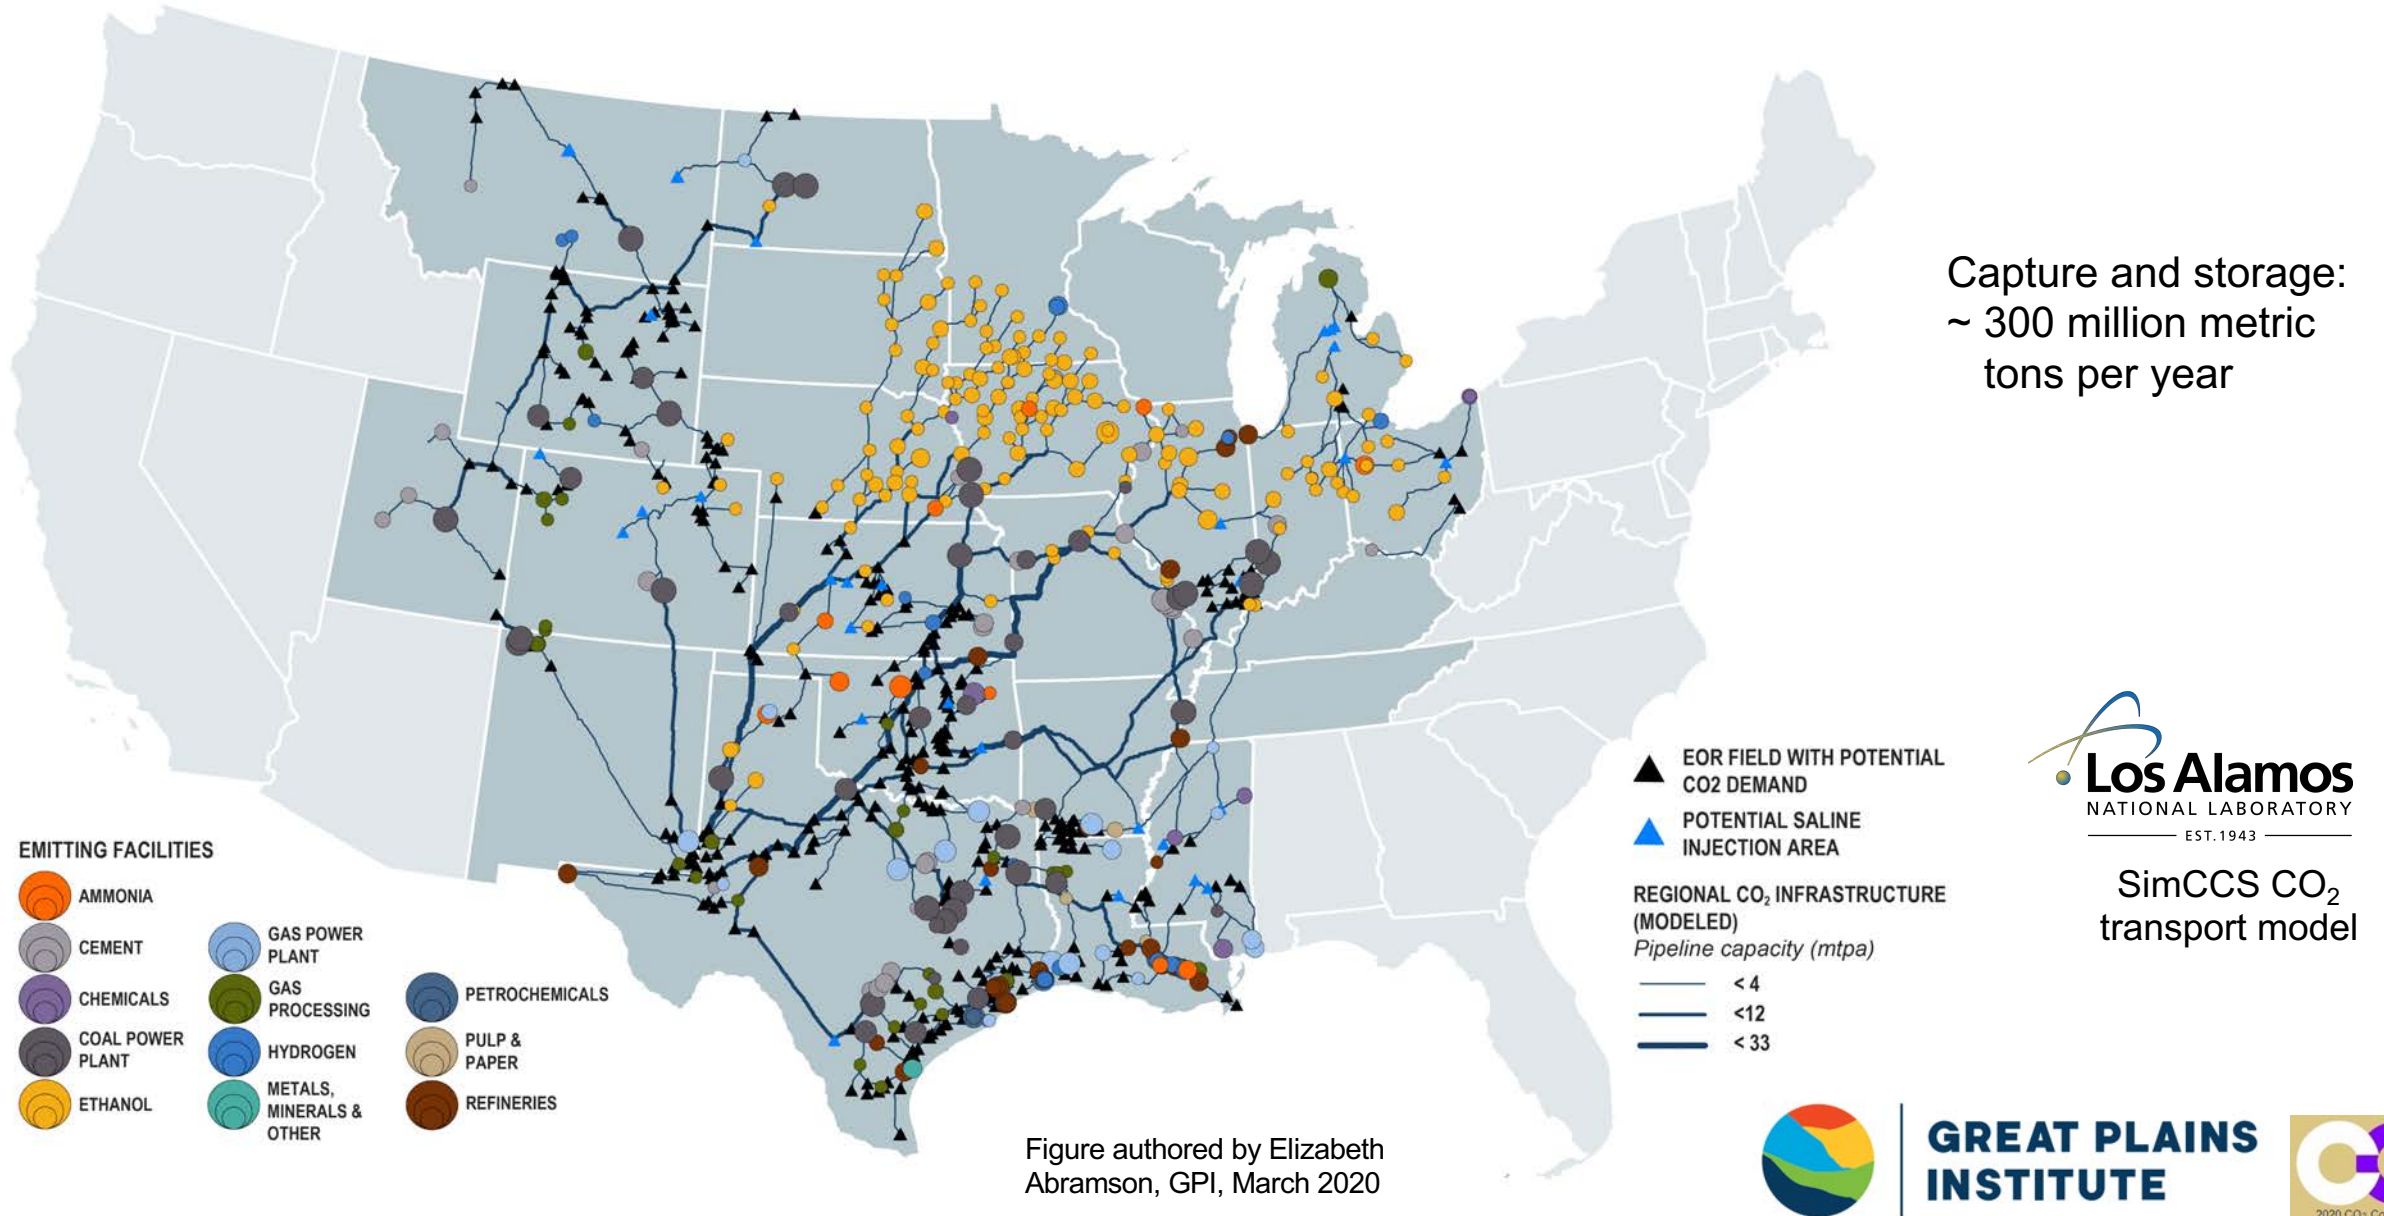 Capture and storage:
~ 300 million metric
tons per year
EOR FIELD WITH POTENTIAL
CO2 DEMAND
POTENTIAL SALINE
INJECTION AREA
REGIONAL CO₂ INFRASTRUCTURE
(MODELED)
Pipeline capacity (mtpa)
< 4
<12
< 33
Los Alamos
NATIONAL LABORATORY
EST.1943
SimCCS CO₂
transport model
EMITTING FACILITIES
AMMONIA
CEMENT
CHEMICALS
COAL POWER
PLANT
ETHANOL
GAS POWER
PLANT
GAS
PROCESSING
HYDROGEN
METALS,
MINERALS &
OTHER
PETROCHEMICALS
PULP &
PAPER
REFINERIES
Figure authored by Elizabeth
Abramson, GPI, March 2020
GREAT PLAINS
INSTITUTE